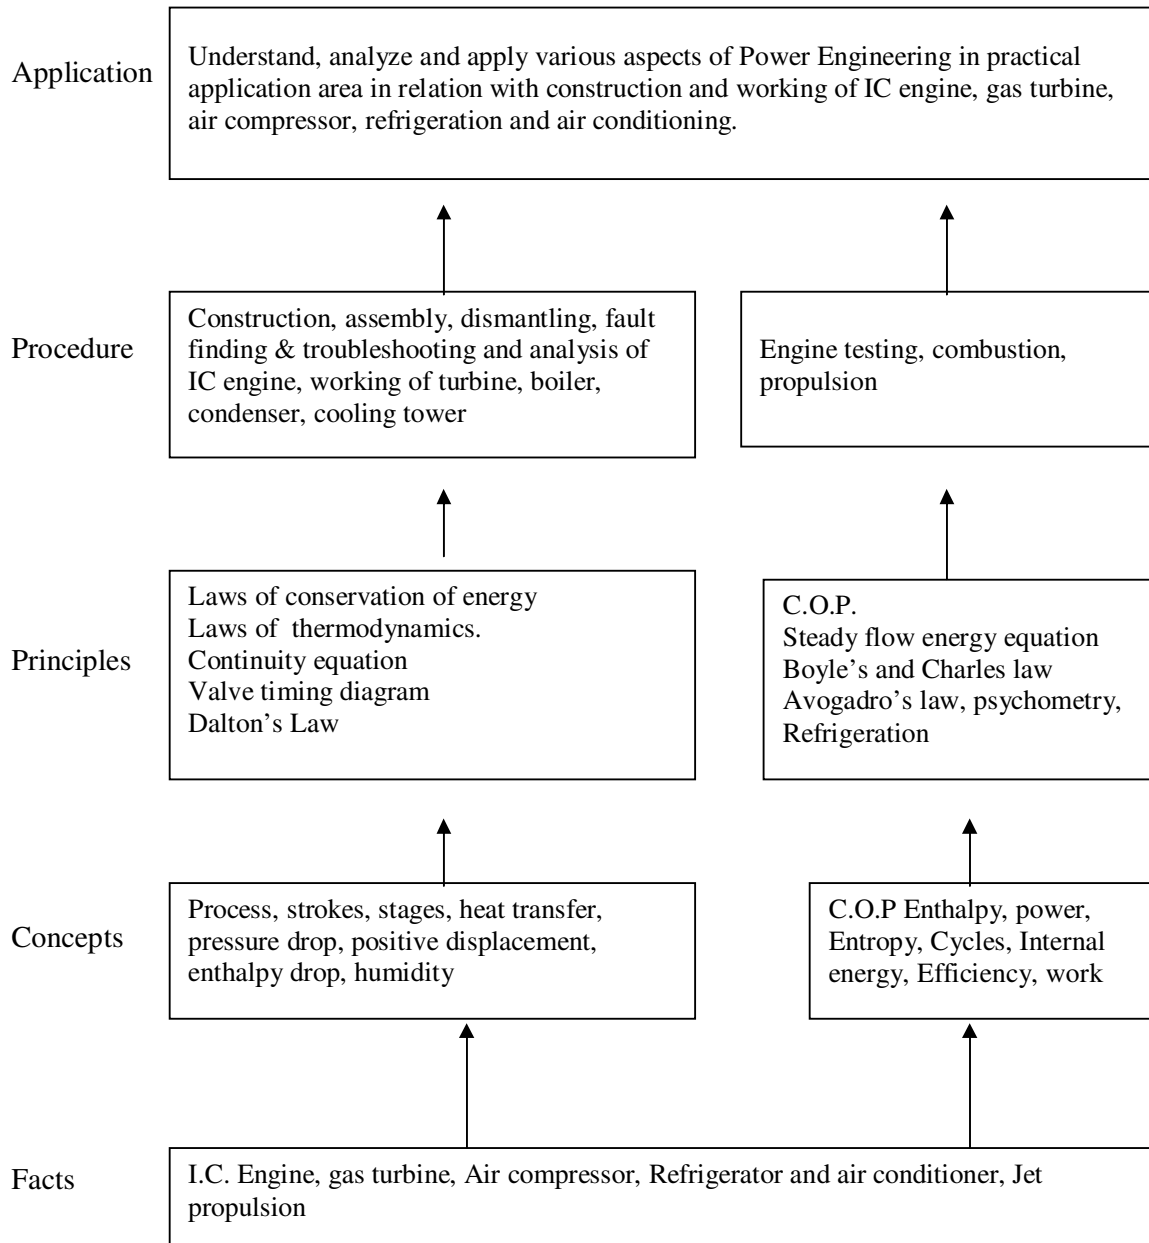 Application
Understand, analyze and apply various aspects of Power Engineering in practical
application area in relation with construction and working of IC engine, gas turbine,
air compressor, refrigeration and air conditioning.
Procedure
Construction, assembly, dismantling, fault
finding & troubleshooting and analysis of
IC engine, working of turbine, boiler,
condenser, cooling tower
Engine testing, combustion,
propulsion
Principles
Laws of conservation of energy
Laws of  thermodynamics.
Continuity equation
Valve timing diagram
Dalton’s Law
C.O.P.
Steady flow energy equation
Boyle’s and Charles law
Avogadro’s law, psychometry,
Refrigeration
Concepts
Process, strokes, stages, heat transfer,
pressure drop, positive displacement,
enthalpy drop, humidity
C.O.P Enthalpy, power,
Entropy, Cycles, Internal
energy, Efficiency, work
Facts
I.C. Engine, gas turbine, Air compressor, Refrigerator and air conditioner, Jet
propulsion